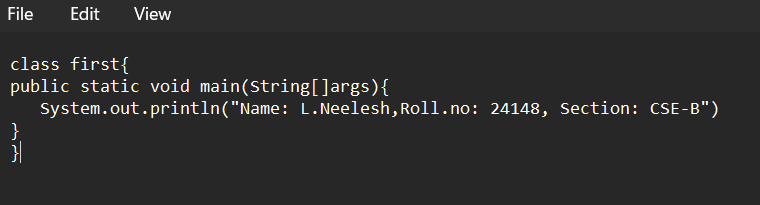 File Edit View
class first{
public static void main(String[]args){
   System.out.println("Name: L.Neelesh,Roll.no: 24148, Section: CSE-B")
}
}